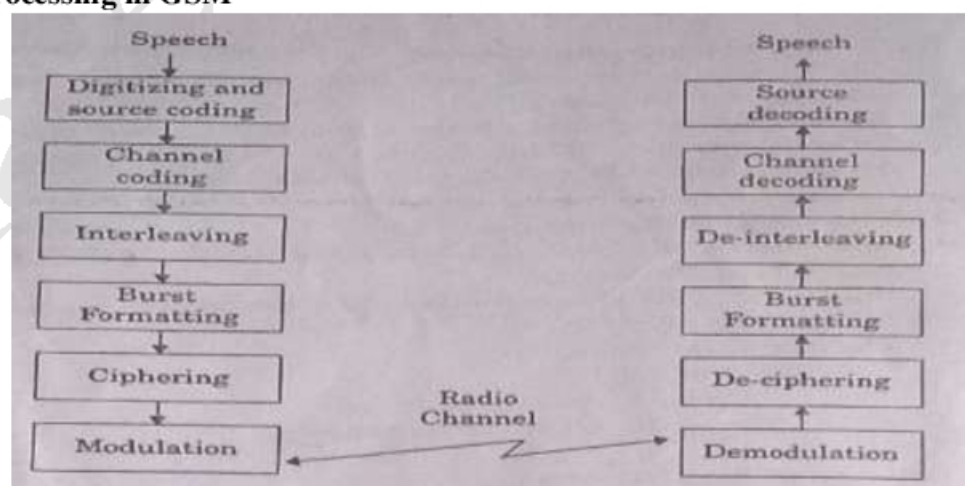 rocessing in GSM
Speech
Digitizing and
source coding
Channel
coding
Interleaving
Burst
Formatting
Ciphering
Modulation
Radio
Channel
Speech
Source
decoding
Channel
decoding
De-interleaving
Burst
Formatting
De-ciphering
Demodulation